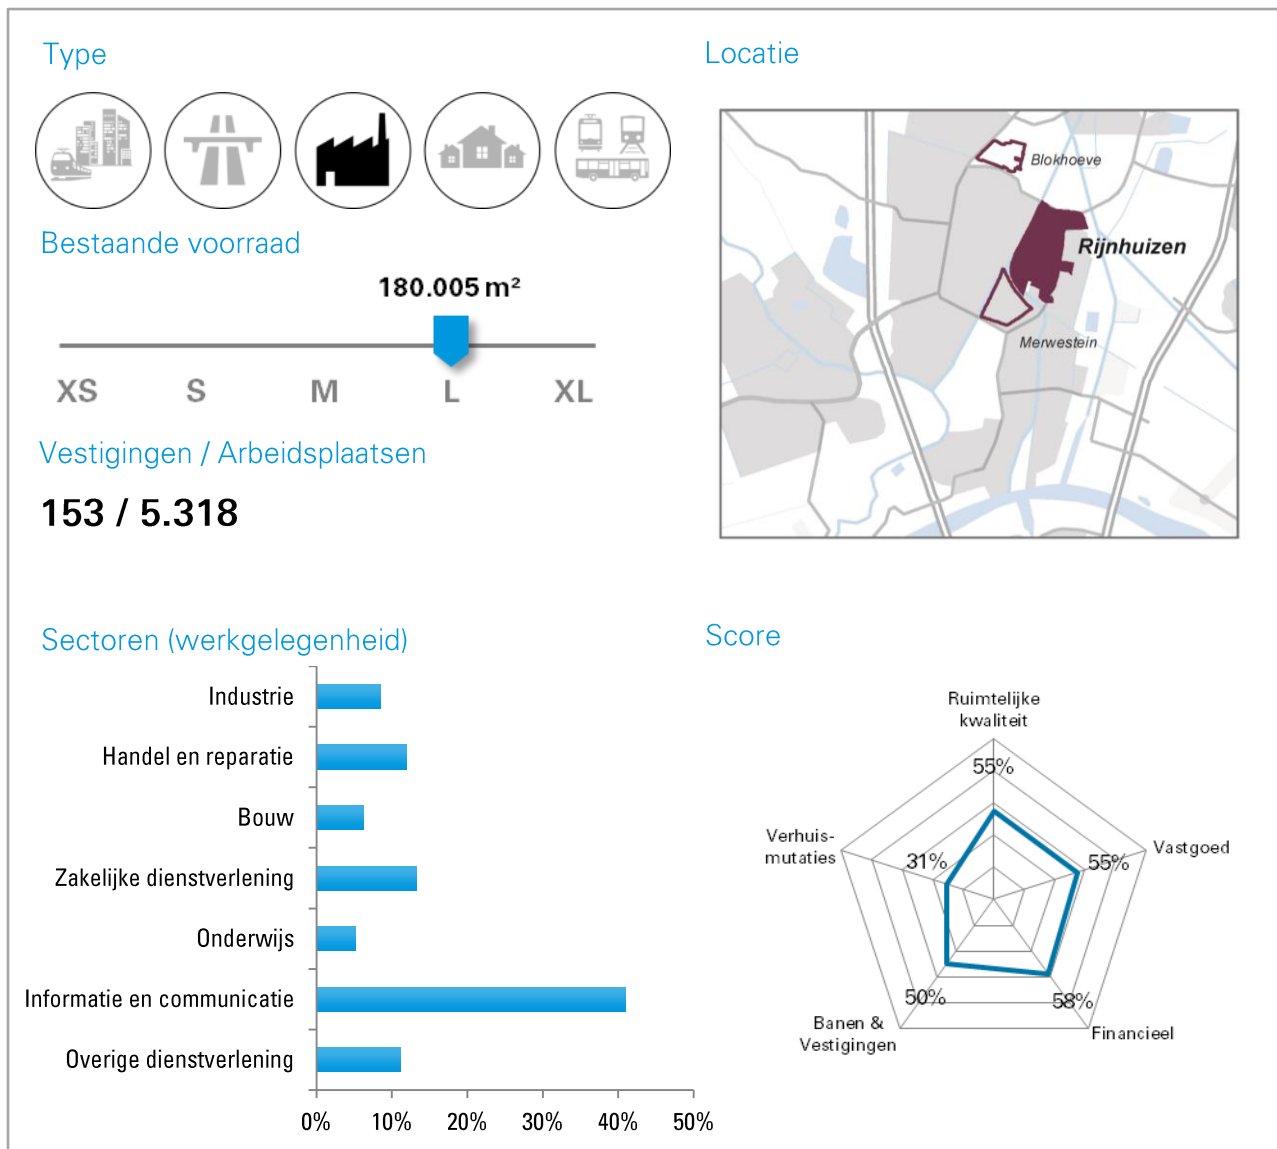 Type
Bestaande voorraad
180.005 m²
XS S M L XL
Vestigingen / Arbeidsplaatsen
153 / 5.318
Locatie
Blokhoeve
Rijnhuizen
Merwestein
Sectoren (werkgelegenheid)
Industrie
Handel en reparatie
Bouw
Zakelijke dienstverlening
Onderwijs
Informatie en communicatie
Overige dienstverlening
0% 10% 20% 30% 40% 50%
Score
Ruimtelijke
kwaliteit
55%
Vastgoed
55%
Financieel
58%
Banen &
Vestigingen
50%
Verhuis-
mutaties
31%